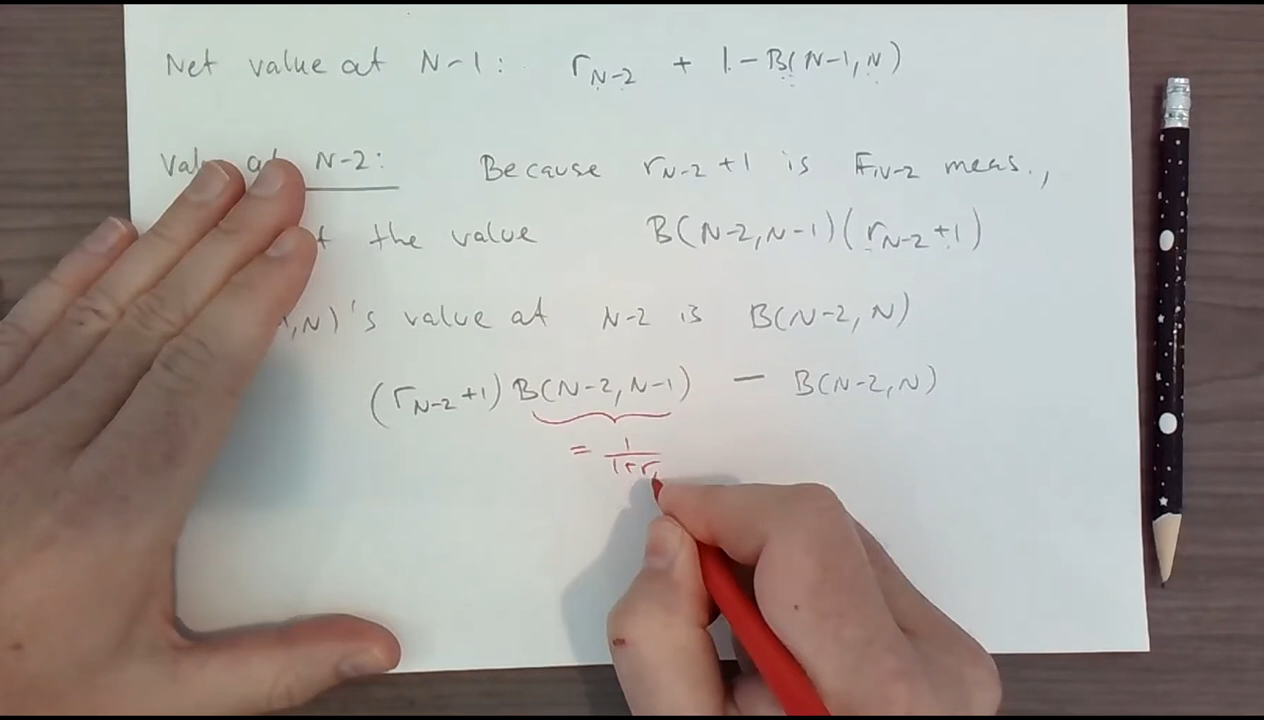 Net value at N-1: r_{N-2} + 1 - B(N-1, N)
N-2: Because r_{N-2} + 1 is F_{N-2} meas.,
the value B(N-2, N-1)(r_{N-2} + 1)
,N)'s value at N-2 is B(N-2, N)
(r_{N-2} + 1) B(N-2, N-1) - B(N-2, N)
= 1/(1+r